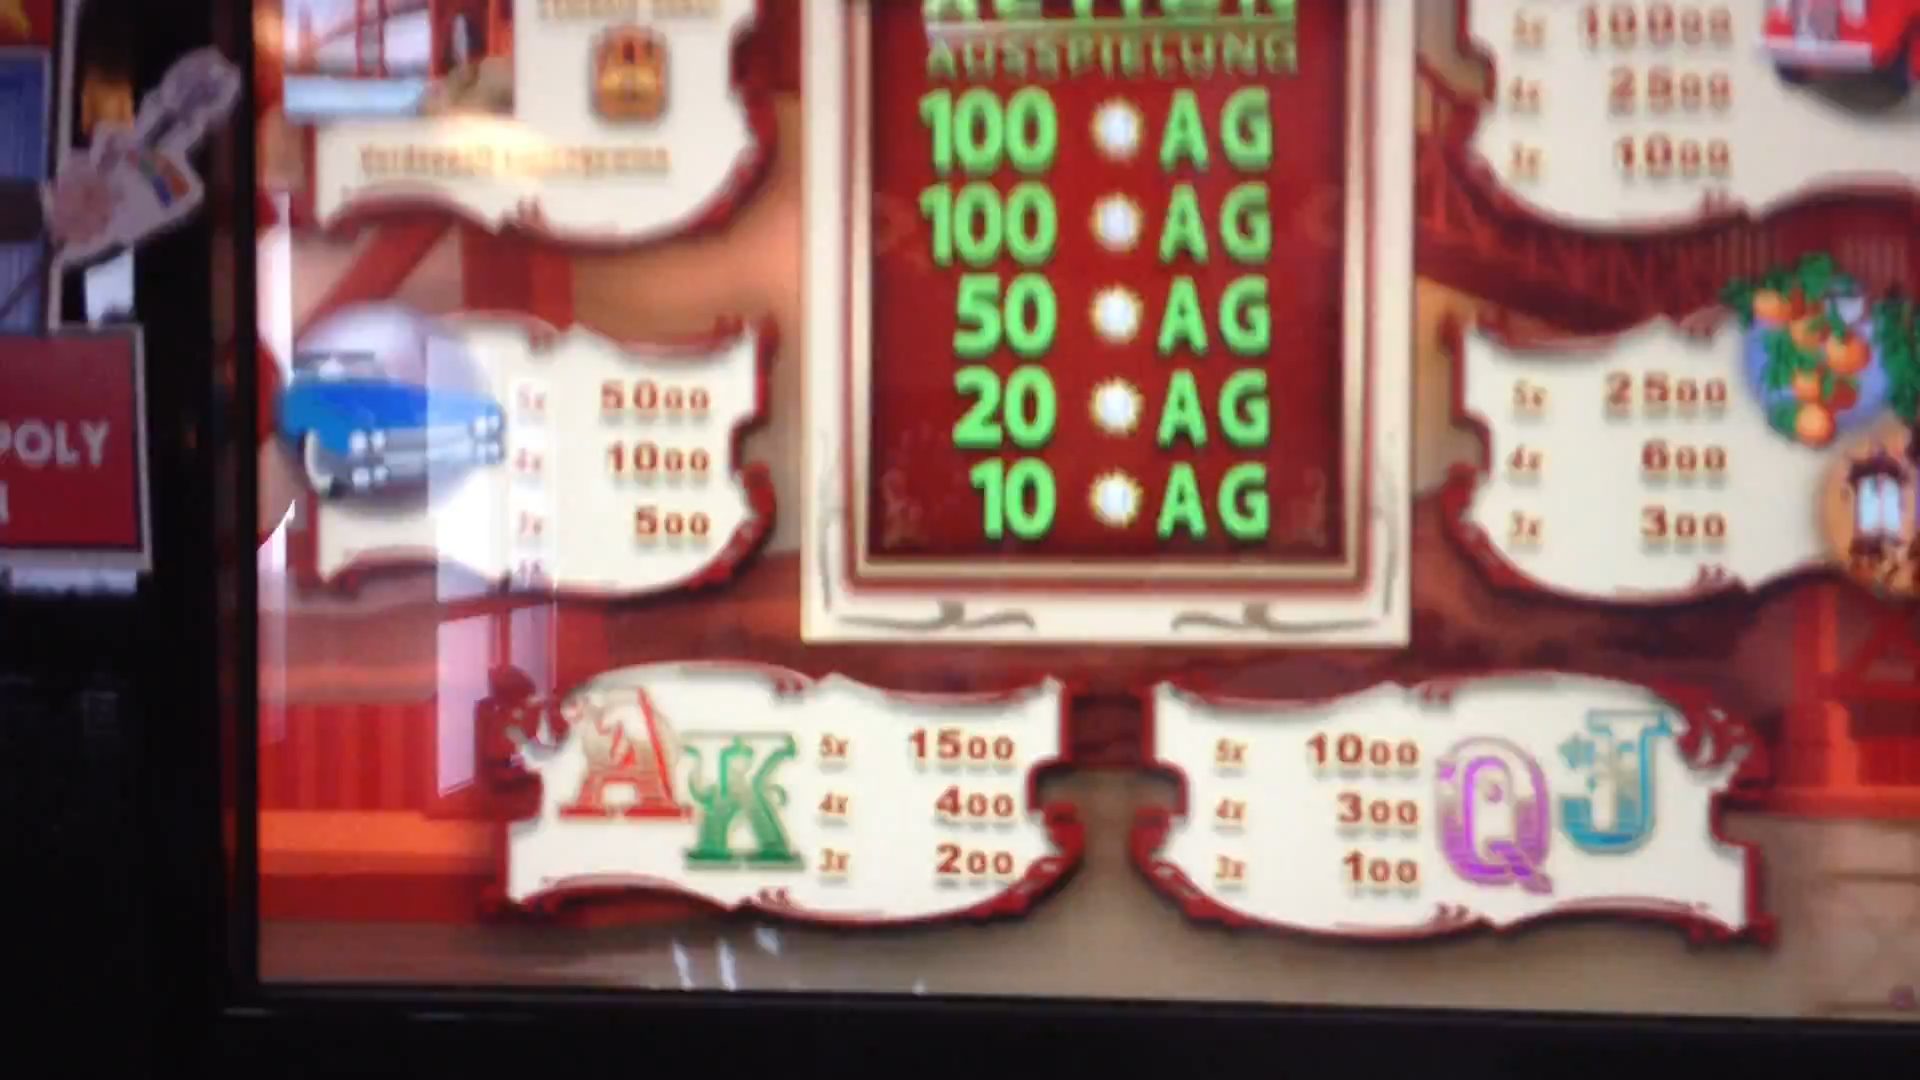 AUSSPIELUNG
100 AG
100 AG
50 AG
20 AG
10 AG
5x 10000
4x 2500
3x 1000
5x 5000
4x 1000
3x 500
5x 2500
4x 600
3x 300
POLY
A K
5x 1500
4x 400
3x 200
5x 1000
4x 300
3x 100
Q J